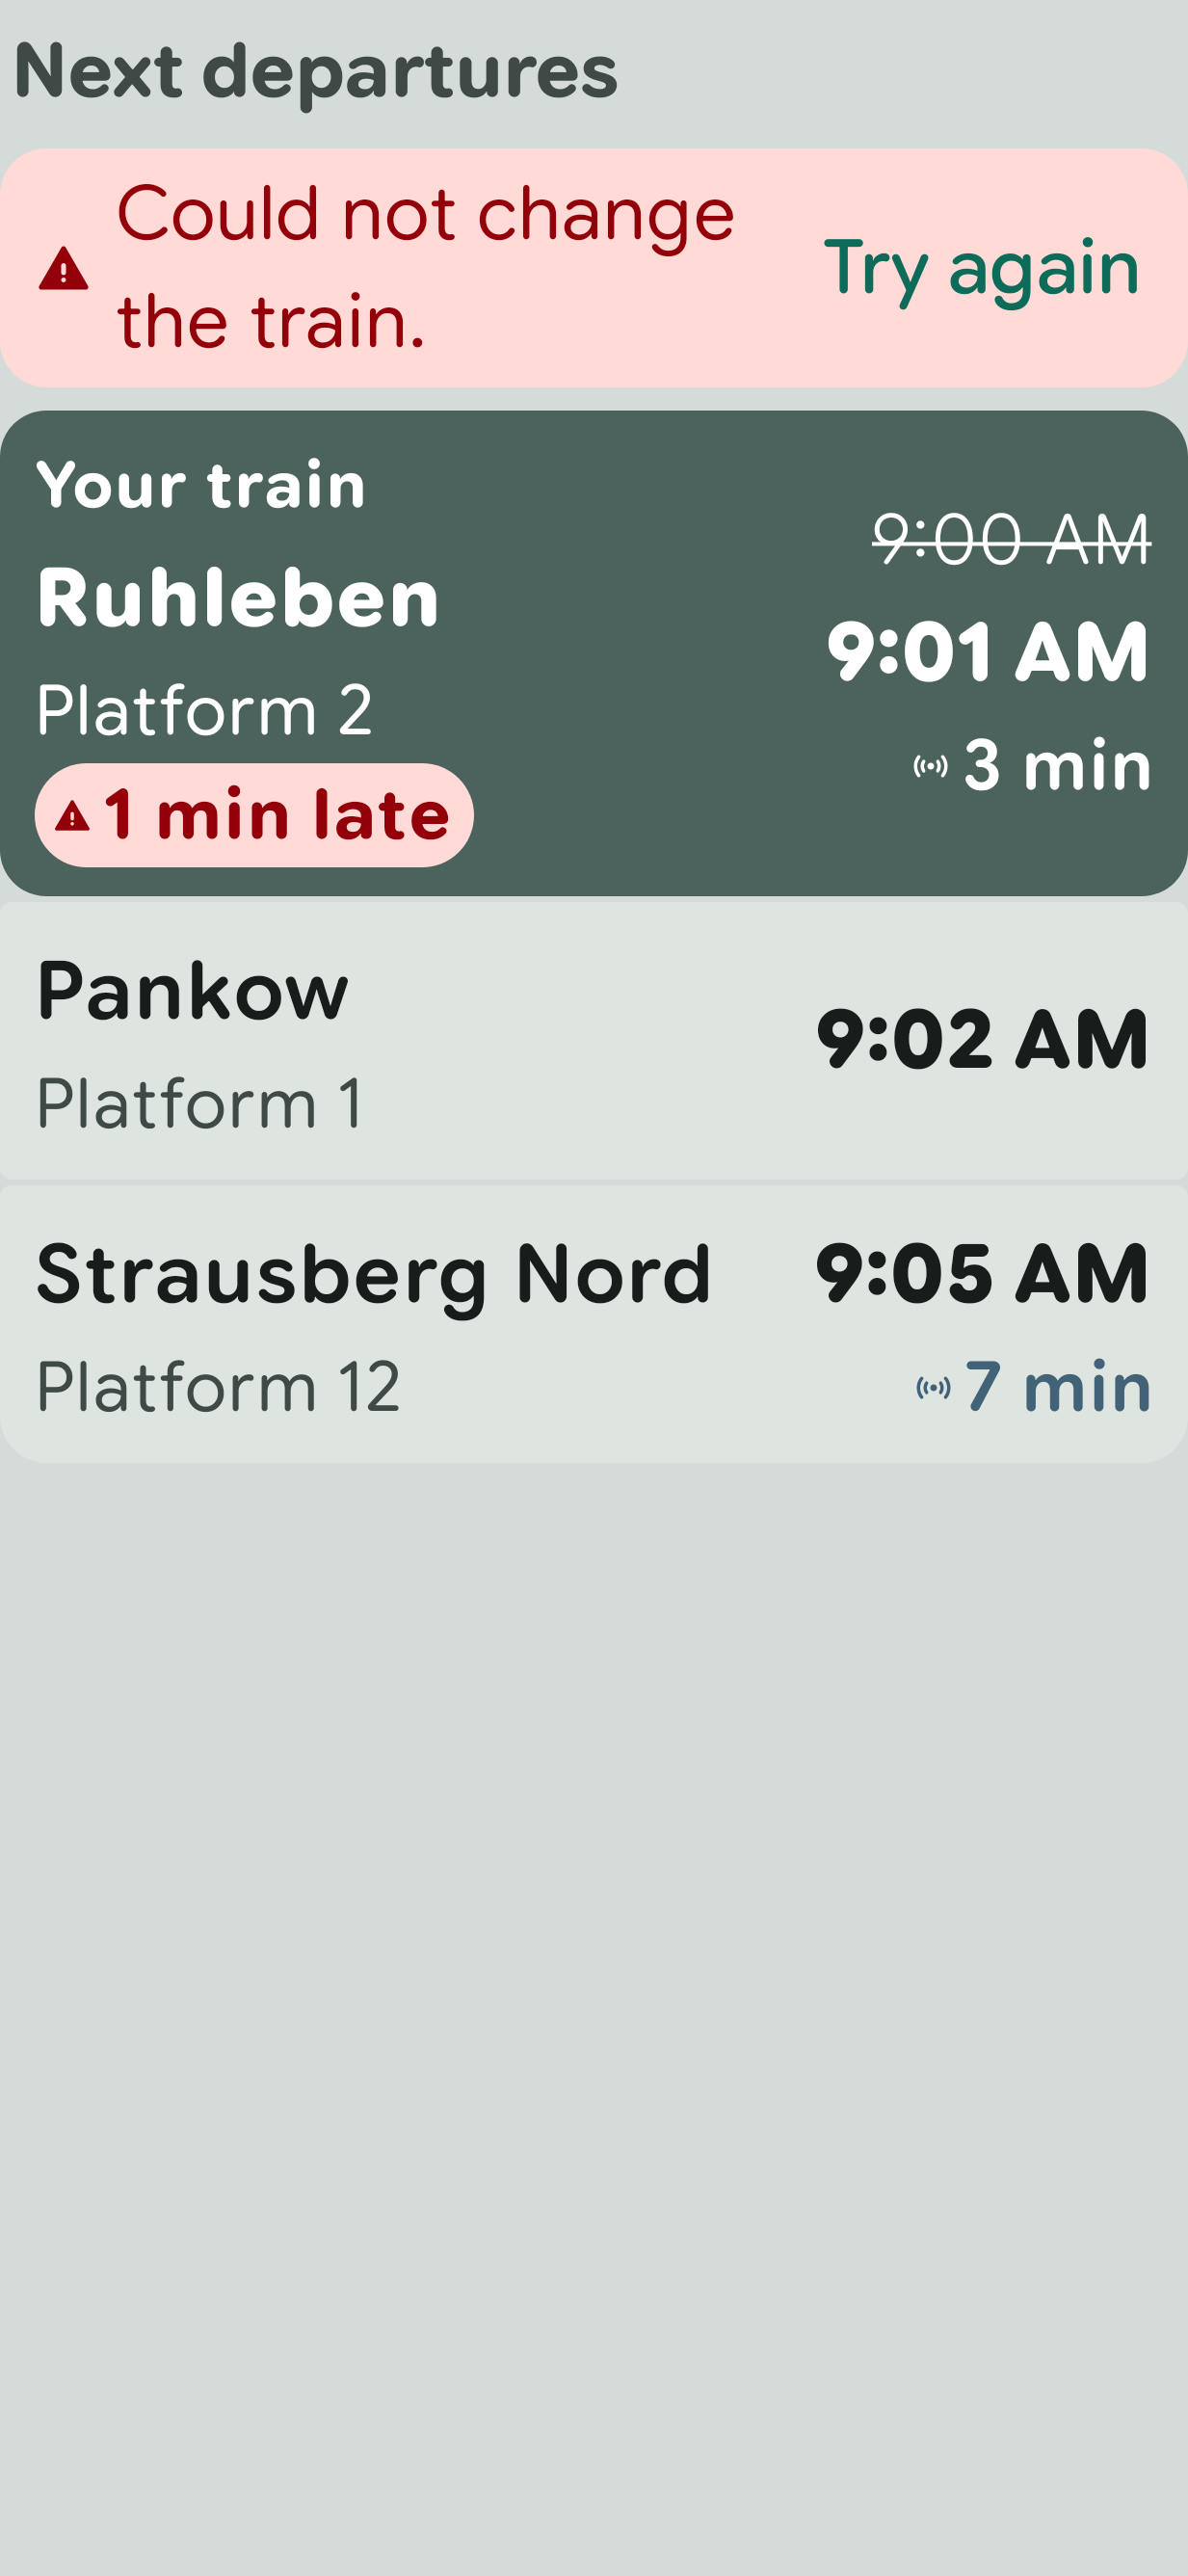 Next departures
Could not change
the train.
Try again
Your train
Ruhleben
Platform 2
1 min late
9:00 AM
9:01 AM
3 min
Pankow
Platform 1
9:02 AM
Strausberg Nord
Platform 12
9:05 AM
7 min